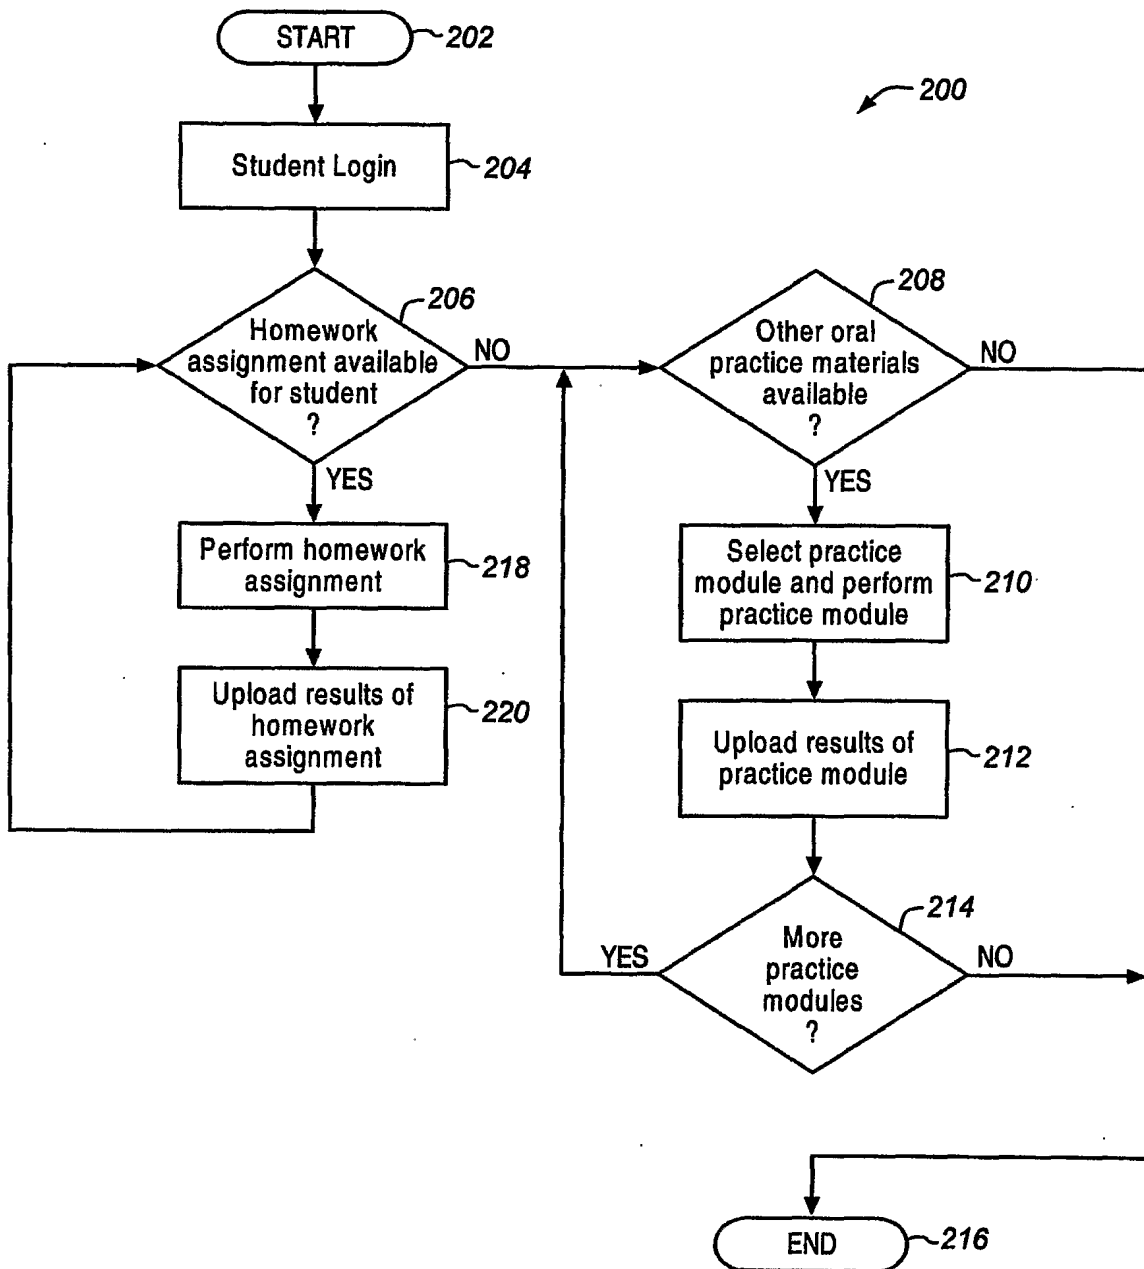 START
202
200
Student Login
204
206
Homework
assignment available
for student
?
NO
YES
208
Other oral
practice materials
available
?
NO
YES
Perform homework
assignment
218
Select practice
module and perform
practice module
210
Upload results of
homework
assignment
220
Upload results of
practice module
212
214
More
practice
modules
?
YES
NO
END
216